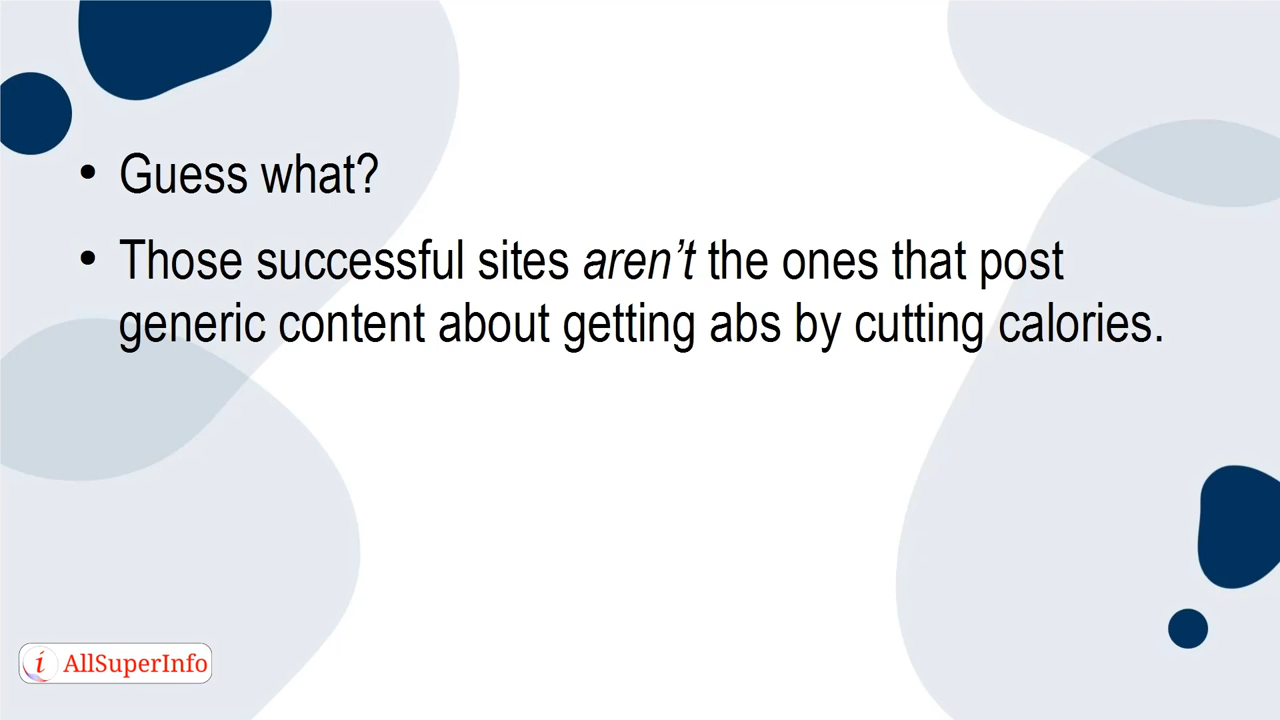 • Guess what?
• Those successful sites aren’t the ones that post
generic content about getting abs by cutting calories.
i AllSuperInfo